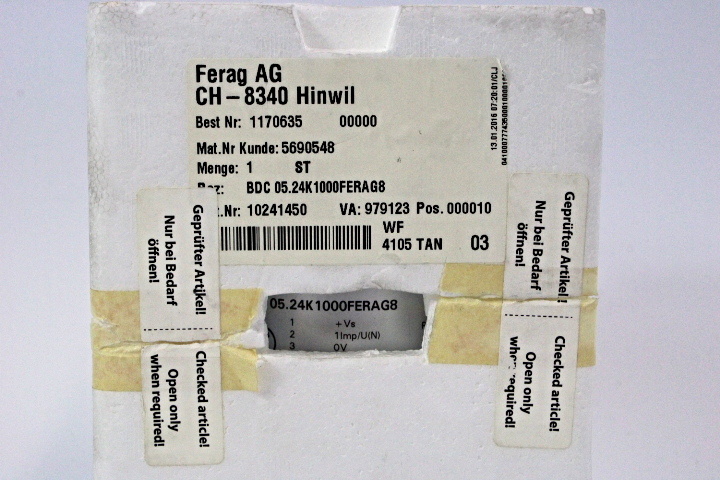 Ferag AG
CH-8340 Hinwil
Best Nr: 1170635 00000
Mat.Nr Kunde: 5690548
Menge: 1 ST
BDC 05.24K1000FERAG8
.Nr: 10241450 VA: 979123 Pos. 000010
WF
4105 TAN 03
Geprüfter Artikel!
Nur bei Bedarf
öffnen!
Checked article!
Open only
when required!
05.24K1000FERAG8
1 +Vs
2 1Imp/U(N)
3 0V
Geprüfter Artikel!
Nur bei Bedarf
öffnen!
Checked article!
Open only
required!